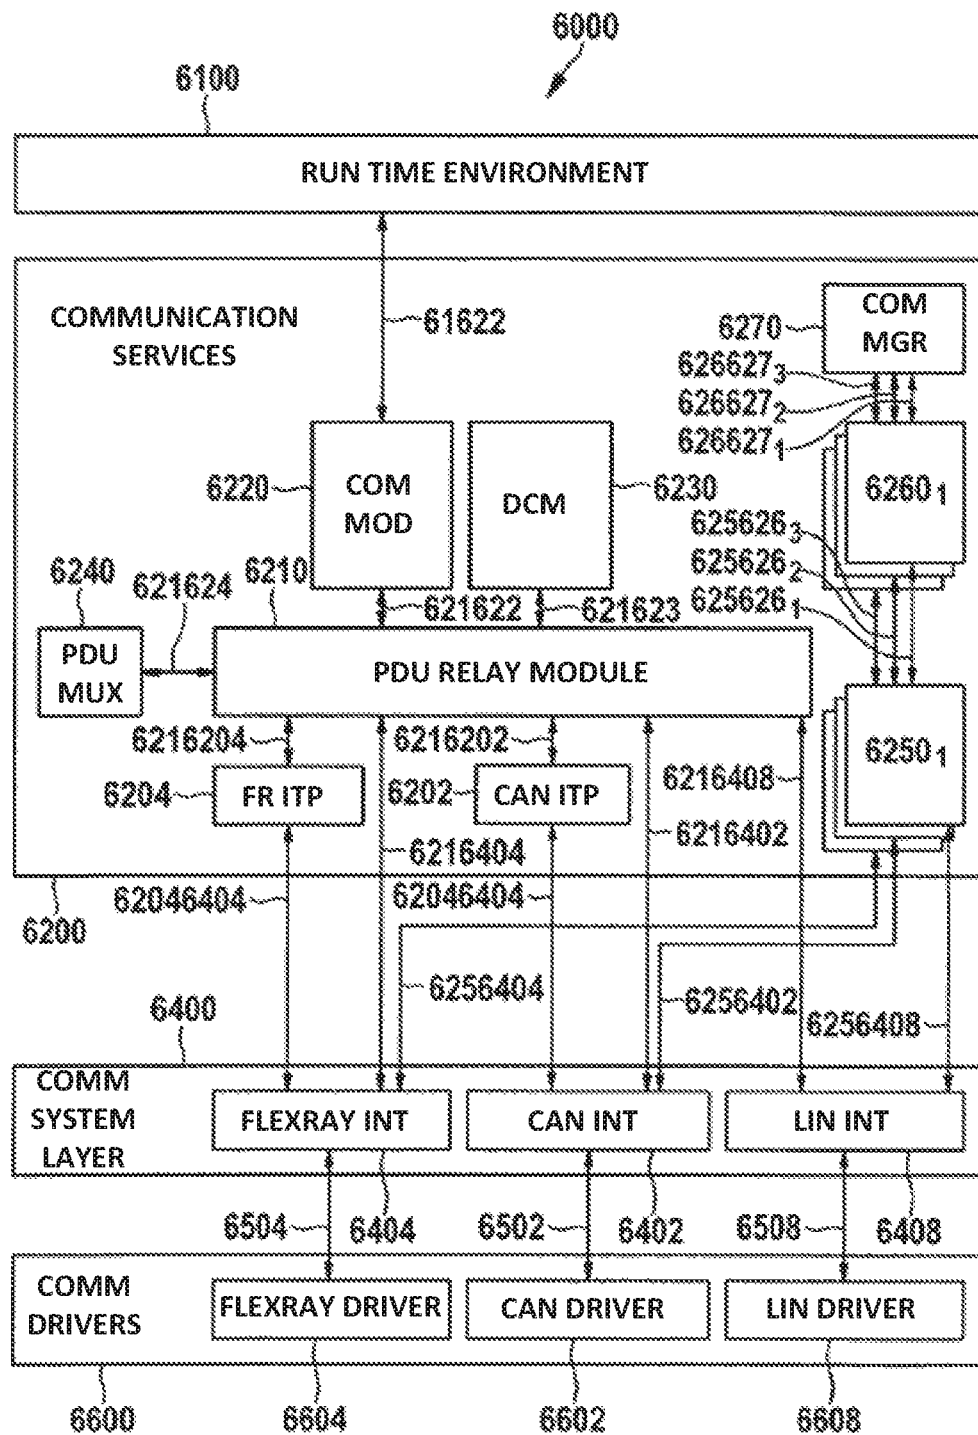 6000
6100
RUN TIME ENVIRONMENT
COMMUNICATION
SERVICES
61622
6270
COM
MGR
626627₃
626627₂
626627₁
6220
COM
MOD
DCM
6230
6260₁
625626₃
625626₂
625626₁
6240
621624
6210
621622
621623
PDU
MUX
PDU RELAY MODULE
6250₁
6216204
6216202
6204
FR ITP
6202
CAN ITP
6216408
6216404
6216402
62046404
62046404
6200
6256404
6256402
6256408
6400
COMM
SYSTEM
LAYER
FLEXRAY INT
CAN INT
LIN INT
6504
6404
6502
6402
6508
6408
COMM
DRIVERS
FLEXRAY DRIVER
CAN DRIVER
LIN DRIVER
6600
6604
6602
6608